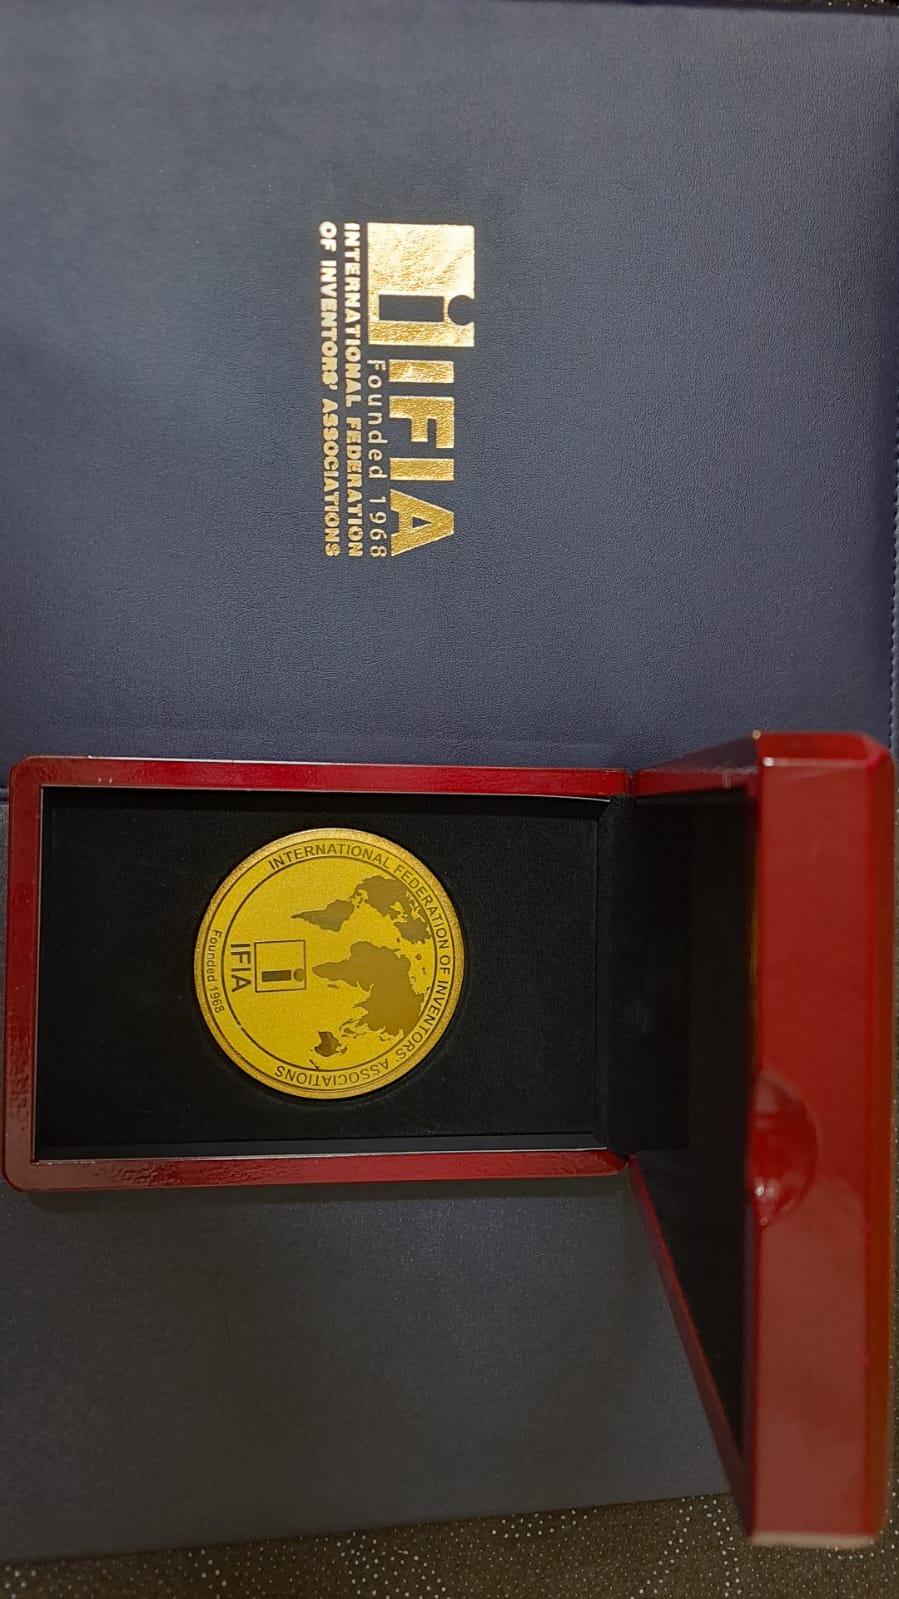 IFIA
Founded 1968
INTERNATIONAL FEDERATION
OF INVENTORS' ASSOCIATIONS
INTERNATIONAL FEDERATION OF INVENTORS' ASSOCIATIONS
i
IFIA
Founded 1968